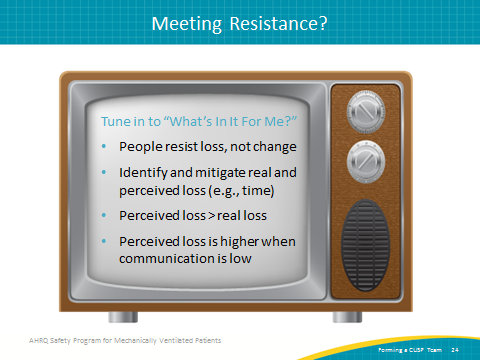 Meeting Resistance?
Tune in to “What’s In It For Me?”
• People resist loss, not change
• Identify and mitigate real and
perceived loss (e.g., time)
• Perceived loss > real loss
• Perceived loss is higher when
communication is low
AHRQ Safety Program for Mechanically Ventilated Patients
Forming a CUSP Team 24